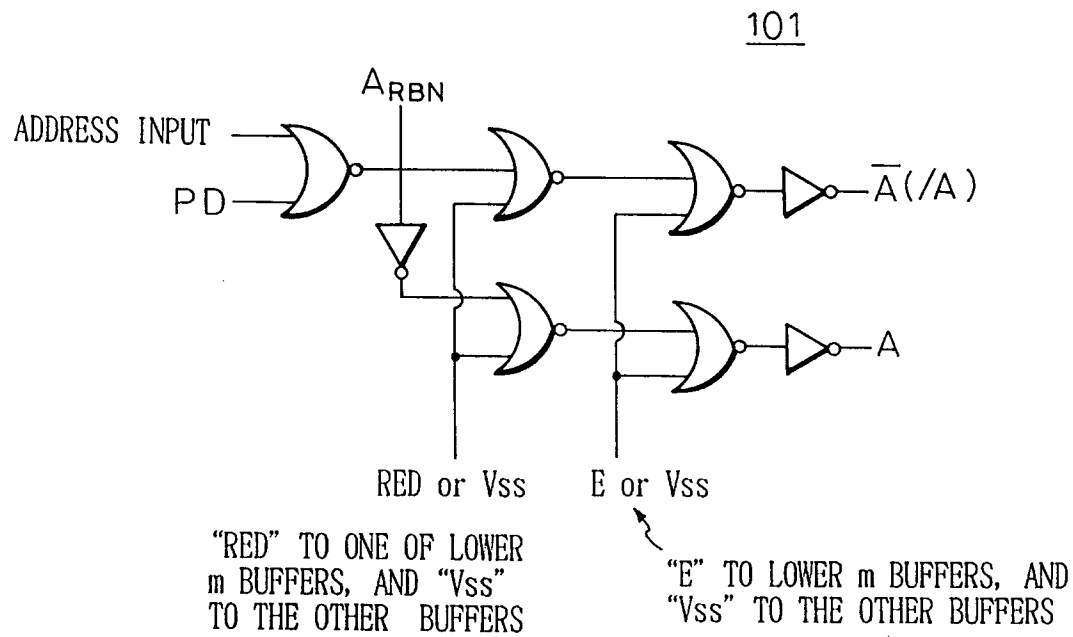 101
A_RBN
ADDRESS INPUT
PD
A̅(/A)
A
RED or Vss
E or Vss
“RED” TO ONE OF LOWER
m BUFFERS, AND “Vss”
TO THE OTHER BUFFERS
“E” TO LOWER m BUFFERS, AND
“Vss” TO THE OTHER BUFFERS